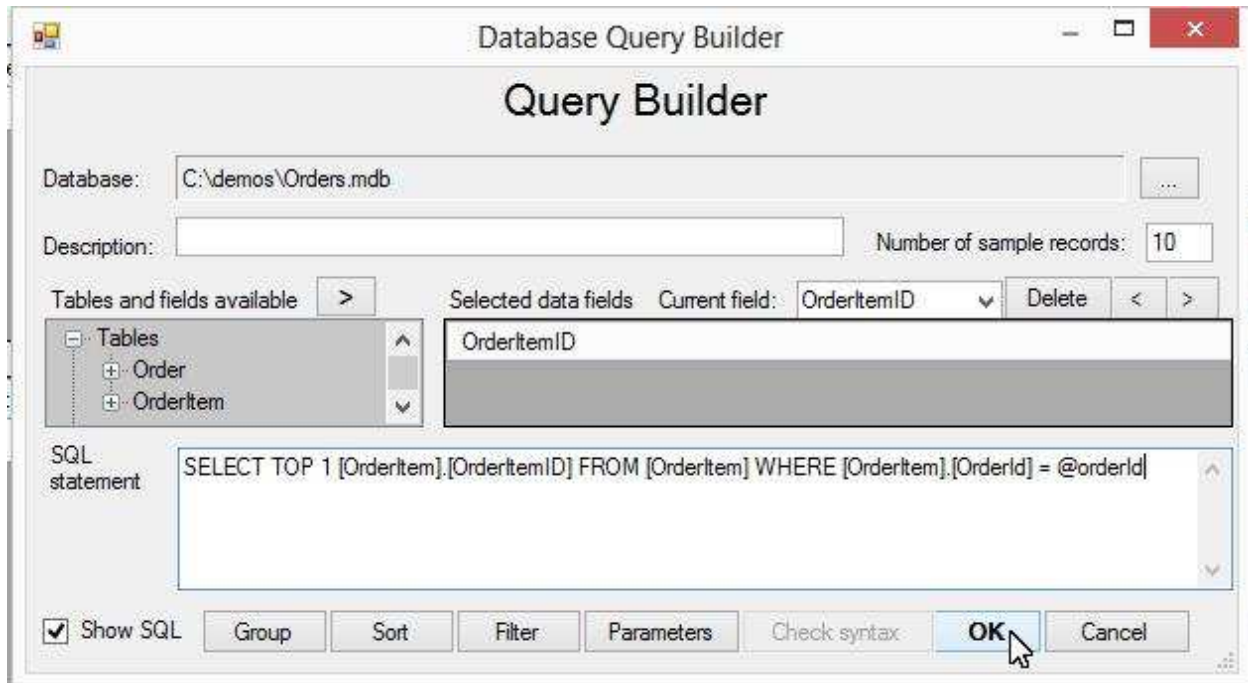 Database Query Builder
Query Builder
Database: C:\demos\Orders.mdb ...
Description: Number of sample records: 10
Tables and fields available > Selected data fields Current field: OrderItemID Delete < >
Tables OrderItemID
Order
OrderItem
SQL statement
SELECT TOP 1 [OrderItem].[OrderItemID] FROM [OrderItem] WHERE [OrderItem].[OrderId] = @orderId
Show SQL Group Sort Filter Parameters Check syntax OK Cancel